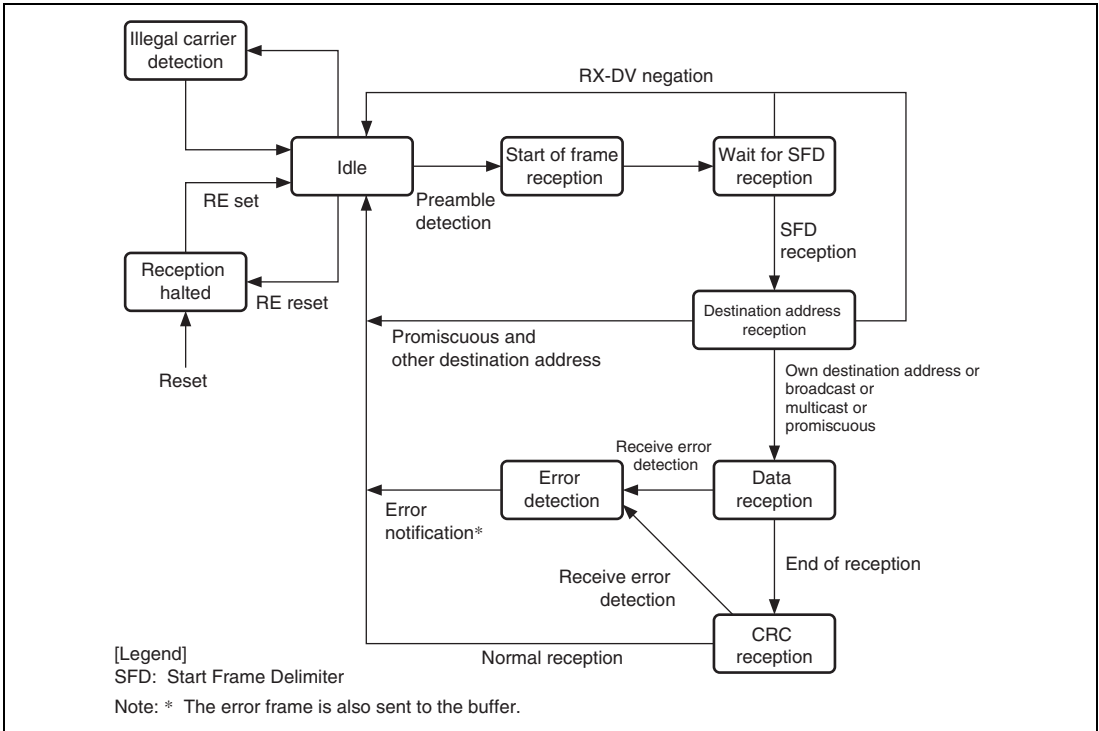 Illegal carrier
detection
RX-DV negation
Idle
Start of frame
reception
Wait for SFD
reception
RE set
Preamble
detection
SFD
reception
Reception
halted
RE reset
Destination address
reception
Promiscuous and
other destination address
Reset
Own destination address or
broadcast or
multicast or
promiscuous
Receive error
detection
Error
detection
Data
reception
Error
notification*
End of reception
Receive error
detection
CRC
reception
Normal reception
[Legend]
SFD: Start Frame Delimiter
Note: * The error frame is also sent to the buffer.